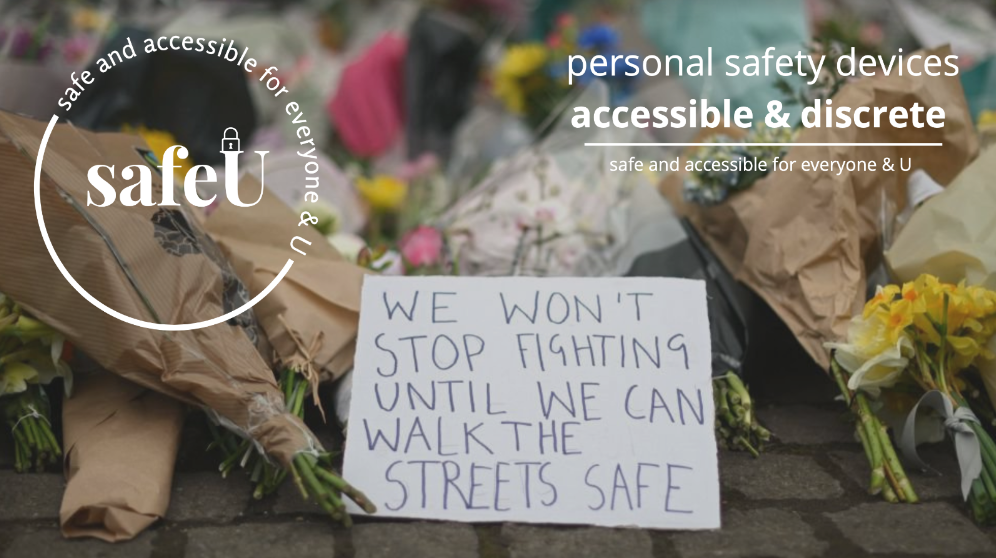 safe and accessible for everyone & U
safeU
personal safety devices
accessible & discrete
safe and accessible for everyone & U
WE WON'T
STOP FIGHTING
UNTIL WE CAN
WALK THE
STREETS SAFE